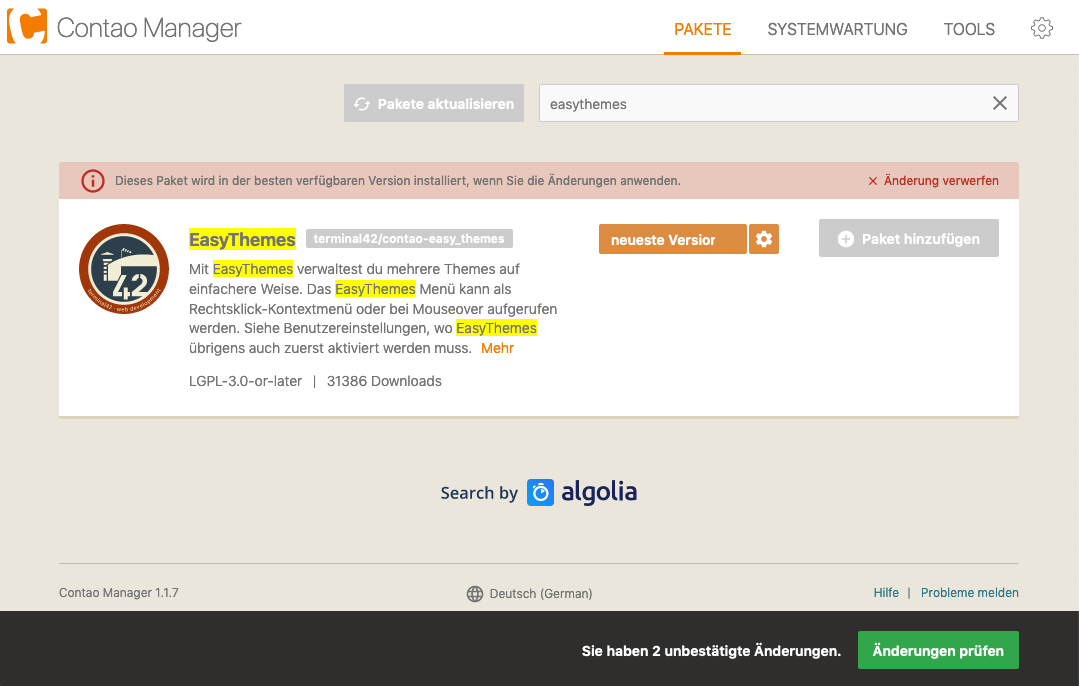 Contao Manager
PAKETE
SYSTEMWARTUNG
TOOLS
Pakete aktualisieren
easythemes
Dieses Paket wird in der besten verfügbaren Version installiert, wenn Sie die Änderungen anwenden.
Änderung verwerfen
EasyThemes terminal42/contao-easy_themes
neueste Version
Paket hinzufügen
Mit EasyThemes verwaltest du mehrere Themes auf
einfachere Weise. Das EasyThemes Menü kann als
Rechtsklick-Kontextmenü oder bei Mouseover aufgerufen
werden. Siehe Benutzereinstellungen, wo EasyThemes
übrigens auch zuerst aktiviert werden muss. Mehr
42
terminal42 - web development
LGPL-3.0-or-later | 31386 Downloads
Search by algolia
Contao Manager 1.1.7
Deutsch (German)
Hilfe | Probleme melden
Sie haben 2 unbestätigte Änderungen.
Änderungen prüfen